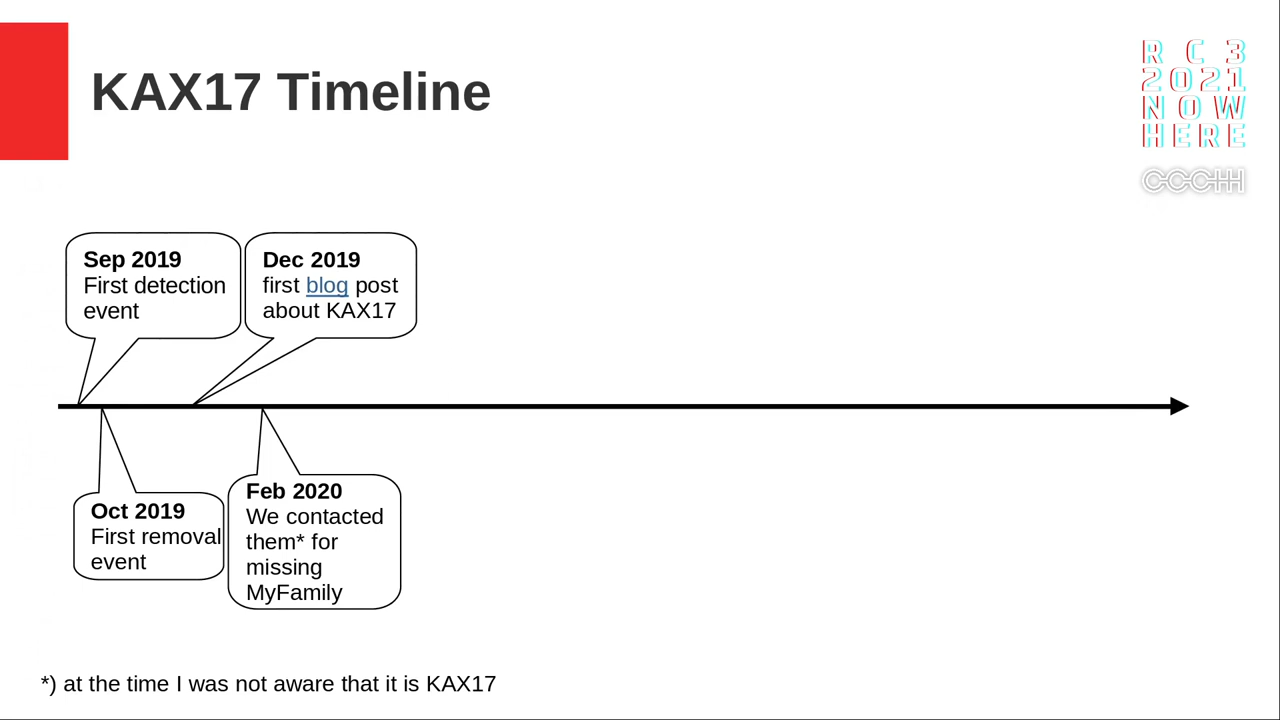 KAX17 Timeline
R C 3
2021
NOW
HERE
CCCHH
Sep 2019
First detection
event
Dec 2019
first blog post
about KAX17
Oct 2019
First removal
event
Feb 2020
We contacted
them* for
missing
MyFamily
*) at the time I was not aware that it is KAX17